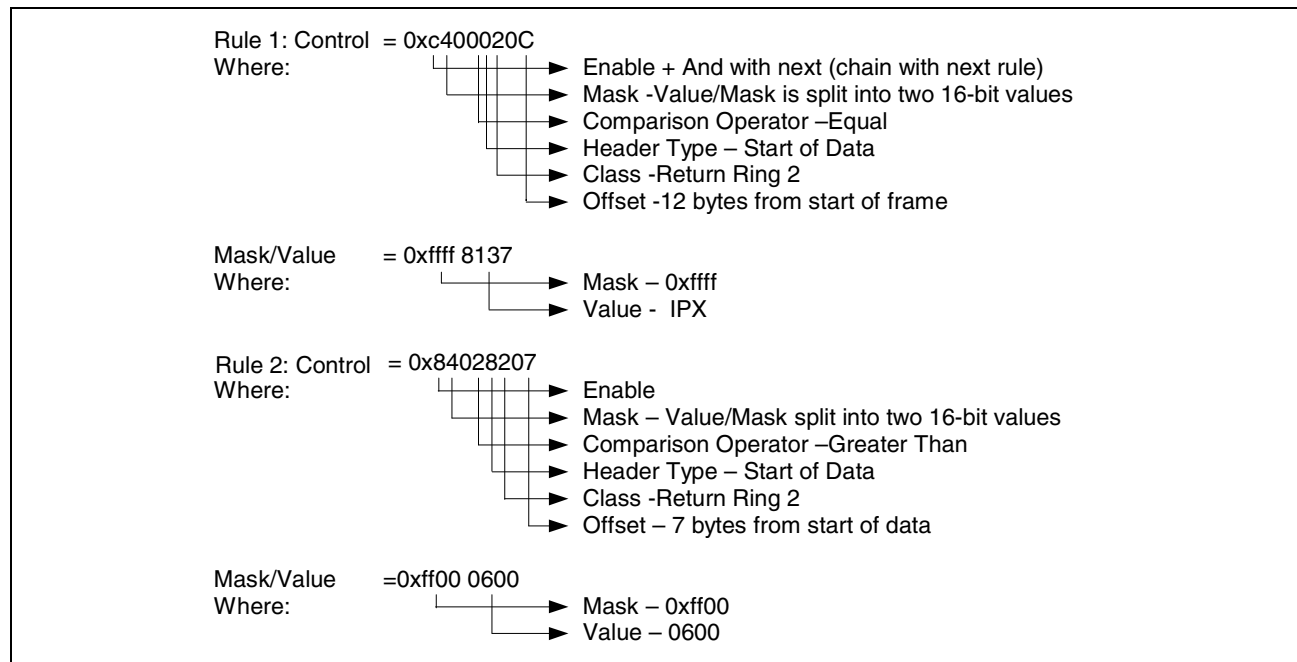 Rule 1: Control = 0xc400020C
Where:
Enable + And with next (chain with next rule)
Mask -Value/Mask is split into two 16-bit values
Comparison Operator –Equal
Header Type – Start of Data
Class -Return Ring 2
Offset -12 bytes from start of frame
Mask/Value = 0xffff 8137
Where:
Mask – 0xffff
Value - IPX
Rule 2: Control = 0x84028207
Where:
Enable
Mask – Value/Mask split into two 16-bit values
Comparison Operator –Greater Than
Header Type – Start of Data
Class -Return Ring 2
Offset – 7 bytes from start of data
Mask/Value =0xff00 0600
Where:
Mask – 0xff00
Value – 0600